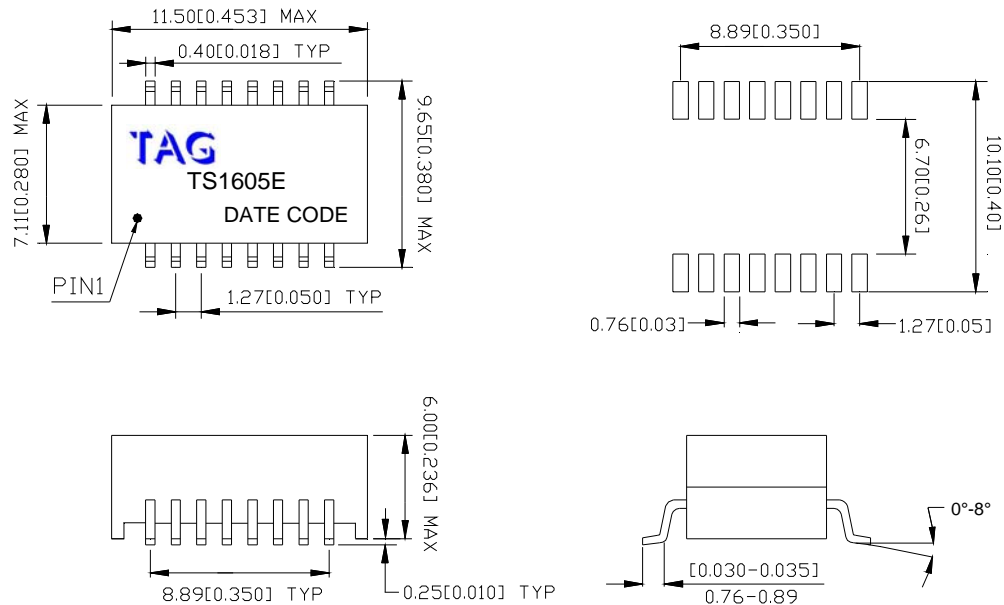 11.50[0.453] MAX
0.40[0.018] TYP
7.11[0.280] MAX
9.65[0.380] MAX
TAG
TS1605E
DATE CODE
PIN1
1.27[0.050] TYP
8.89[0.350]
6.70[0.26]
10.10[0.40]
0.76[0.03]
1.27[0.05]
6.00[0.236] MAX
8.89[0.350] TYP
0.25[0.010] TYP
0°-8°
[0.030-0.035]
0.76-0.89